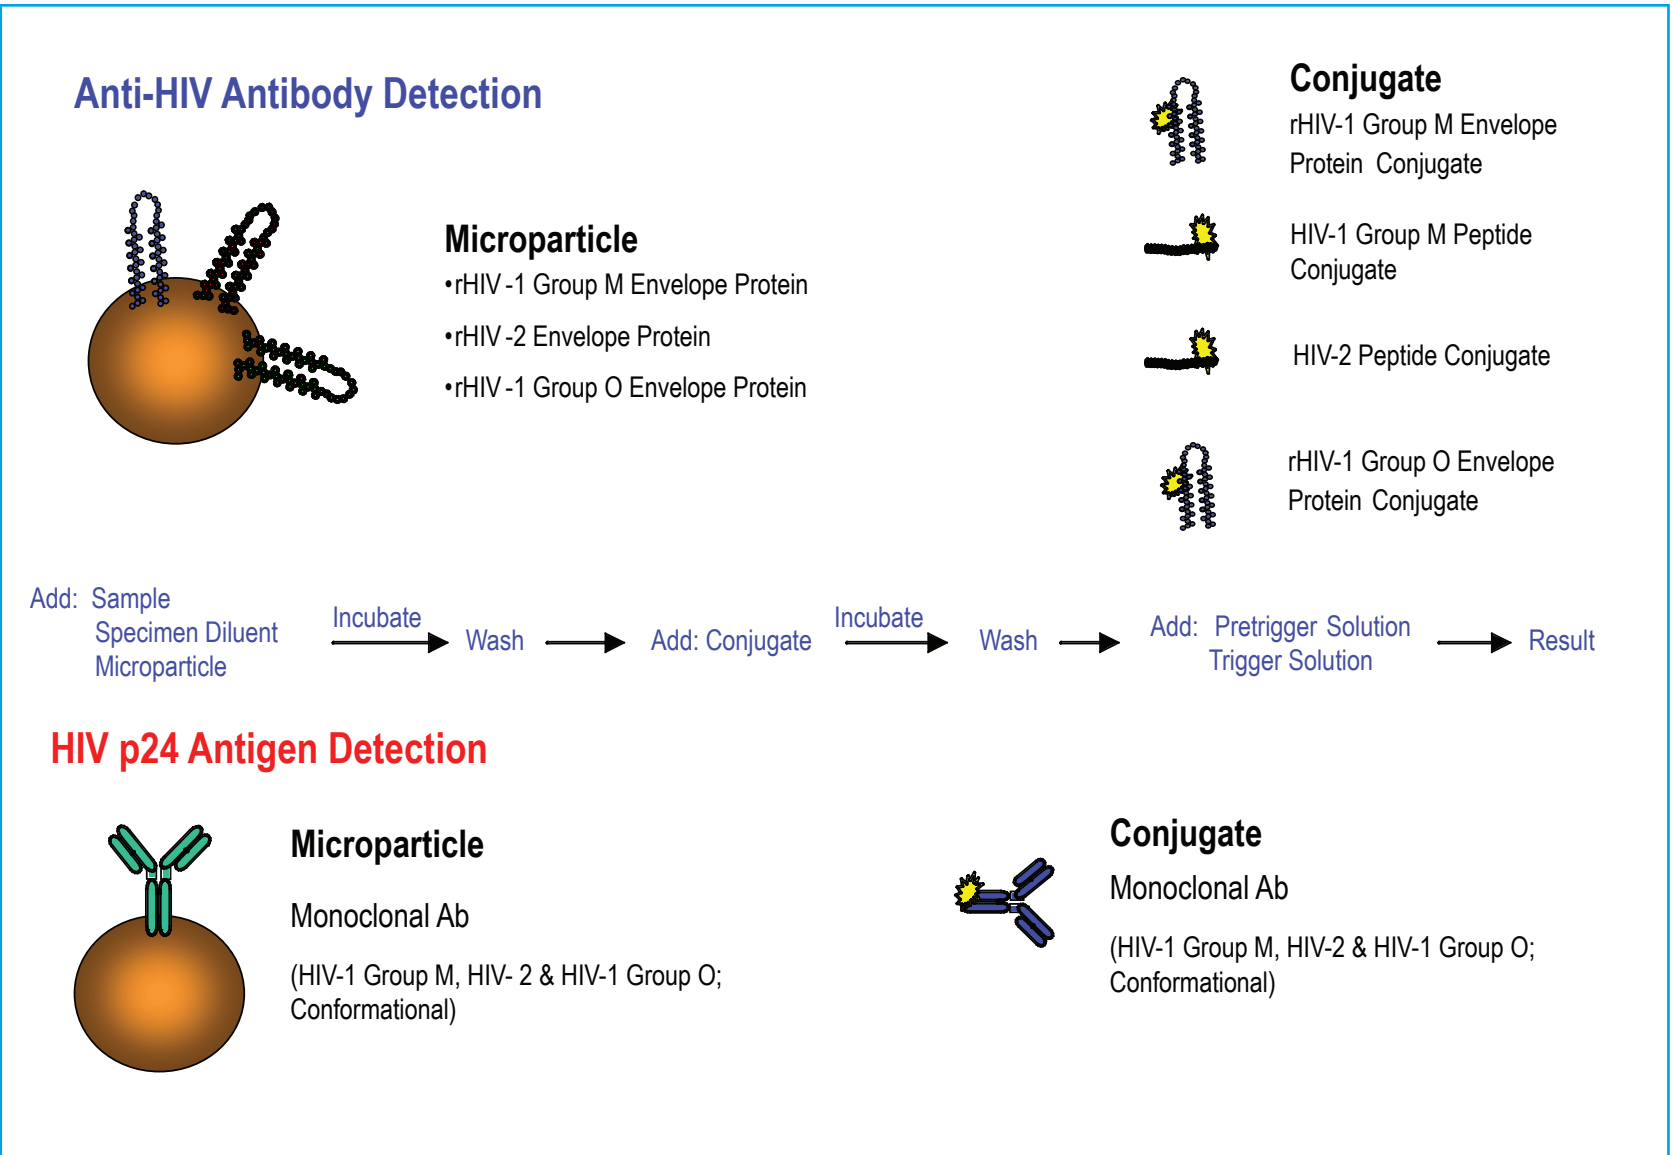 Anti-HIV Antibody Detection
Microparticle
•rHIV-1 Group M Envelope Protein
•rHIV-2 Envelope Protein
•rHIV-1 Group O Envelope Protein
Conjugate
rHIV-1 Group M Envelope
Protein Conjugate
HIV-1 Group M Peptide
Conjugate
HIV-2 Peptide Conjugate
rHIV-1 Group O Envelope
Protein Conjugate
Add: Sample
Specimen Diluent
Microparticle
Incubate
Wash
Add: Conjugate
Incubate
Wash
Add: Pretrigger Solution
Trigger Solution
Result
HIV p24 Antigen Detection
Microparticle
Monoclonal Ab
(HIV-1 Group M, HIV- 2 & HIV-1 Group O;
Conformational)
Conjugate
Monoclonal Ab
(HIV-1 Group M, HIV-2 & HIV-1 Group O;
Conformational)